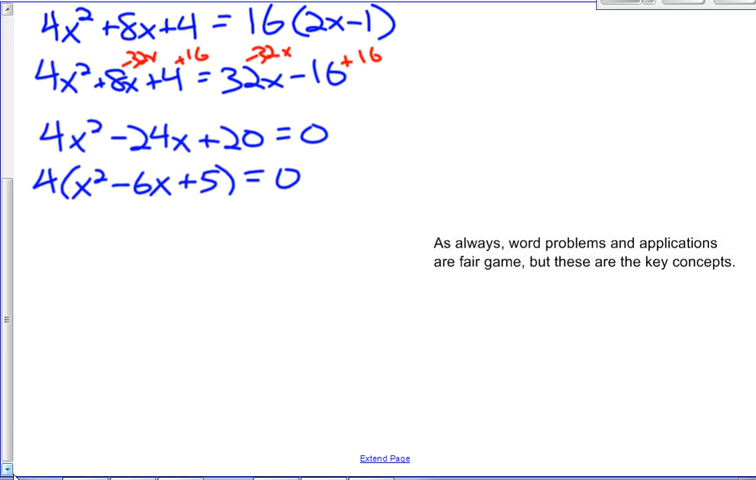 4x² + 8x + 4 = 16(2x - 1)
-32x +16 -32x +16
4x² + 8x + 4 = 32x - 16
4x² - 24x + 20 = 0
4(x² - 6x + 5) = 0
As always, word problems and applications
are fair game, but these are the key concepts.
Extend Page